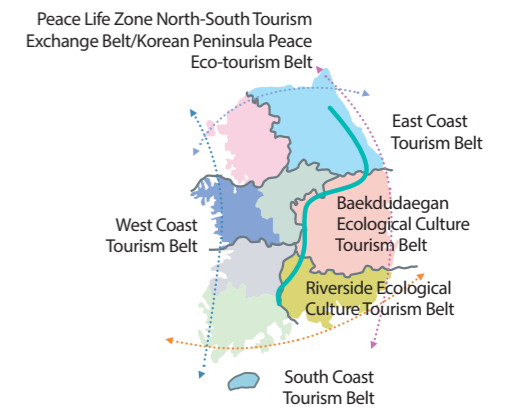 Peace Life Zone North-South Tourism
Exchange Belt/Korean Peninsula Peace
Eco-tourism Belt
East Coast
Tourism Belt
Baekdudaegan
Ecological Culture
Tourism Belt
West Coast
Tourism Belt
Riverside Ecological
Culture Tourism Belt
South Coast
Tourism Belt